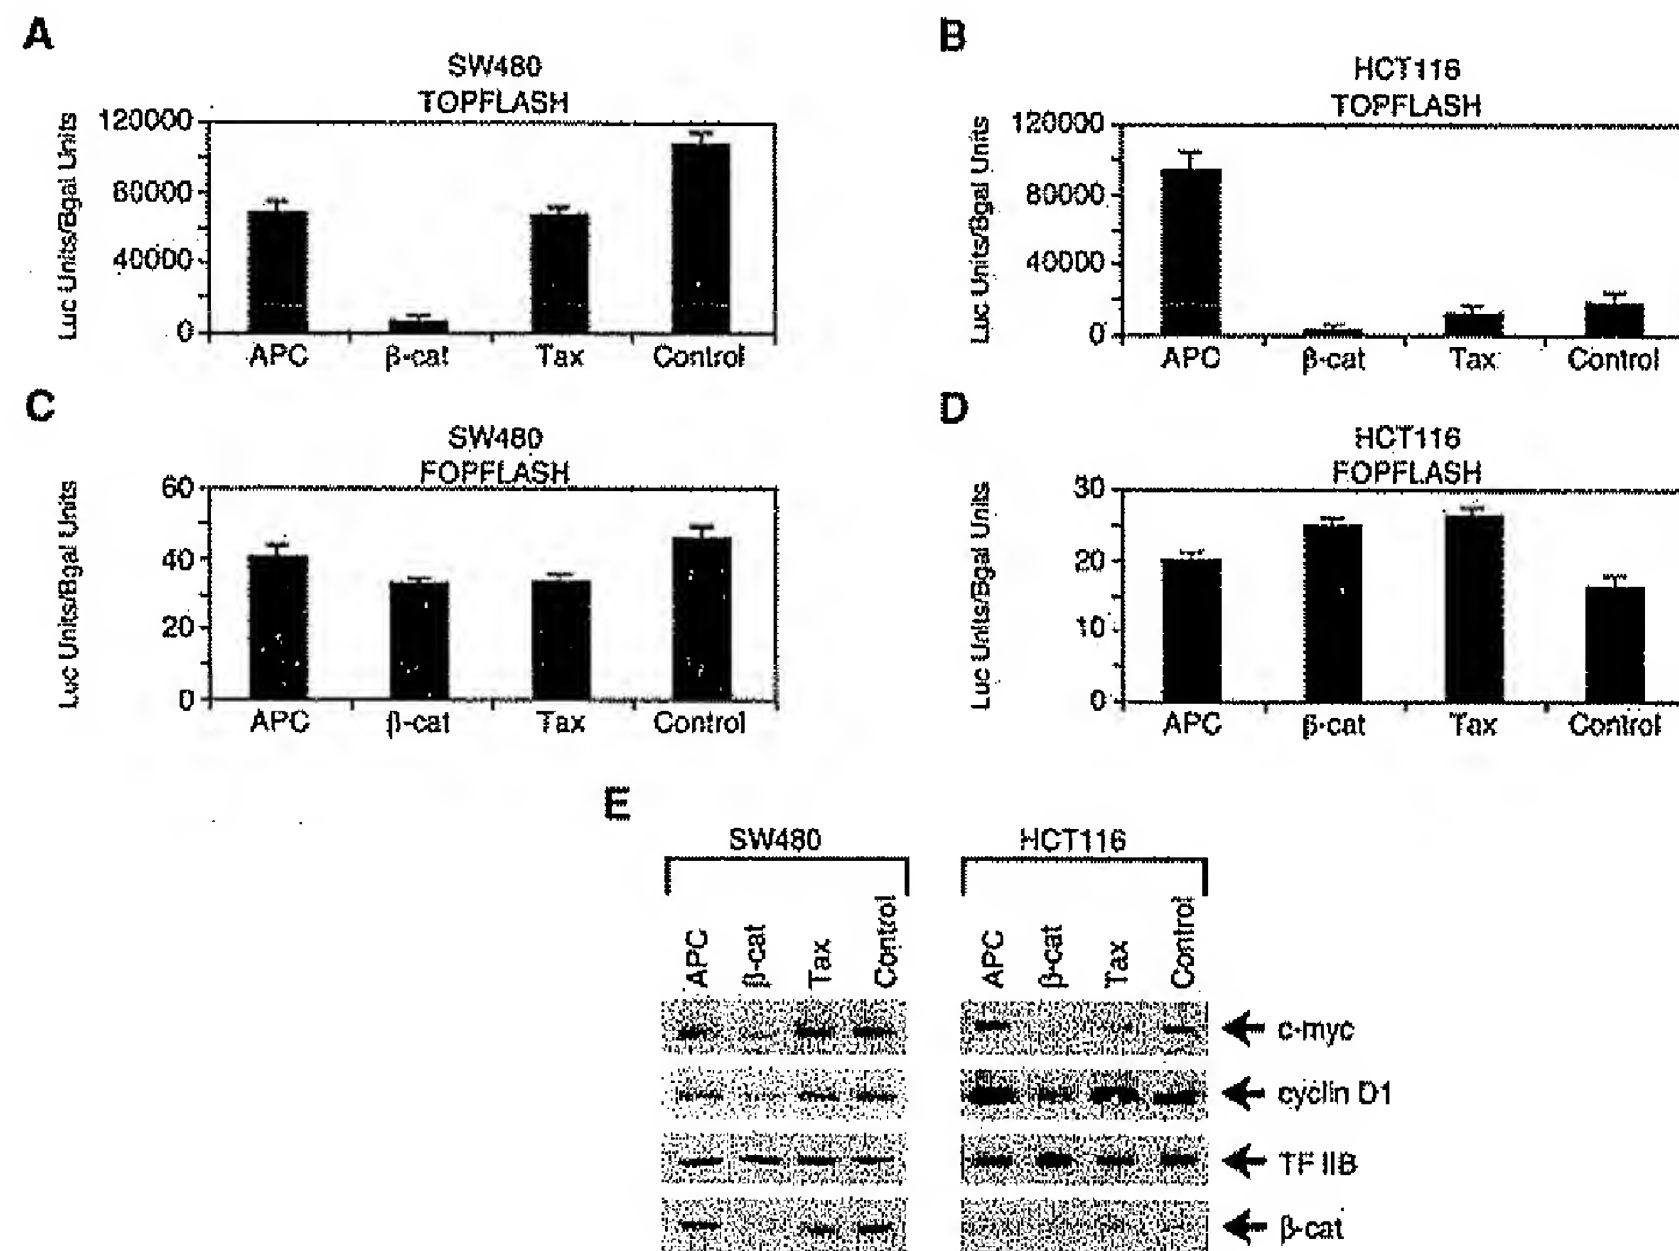 A
SW480
TOPFLASH
Luc Units/Bgal Units
120000
80000
40000
0
APC β-cat Tax Control
B
HCT116
TOPFLASH
Luc Units/Bgal Units
120000
80000
40000
0
APC β-cat Tax Control
C
SW480
FOPFLASH
Luc Units/Bgal Units
60
40
20
0
APC β-cat Tax Control
D
HCT116
FOPFLASH
Luc Units/Bgal Units
30
20
10
0
APC β-cat Tax Control
E
SW480
APC β-cat Tax Control
HCT116
APC β-cat Tax Control
c-myc
cyclin D1
TF IIB
β-cat